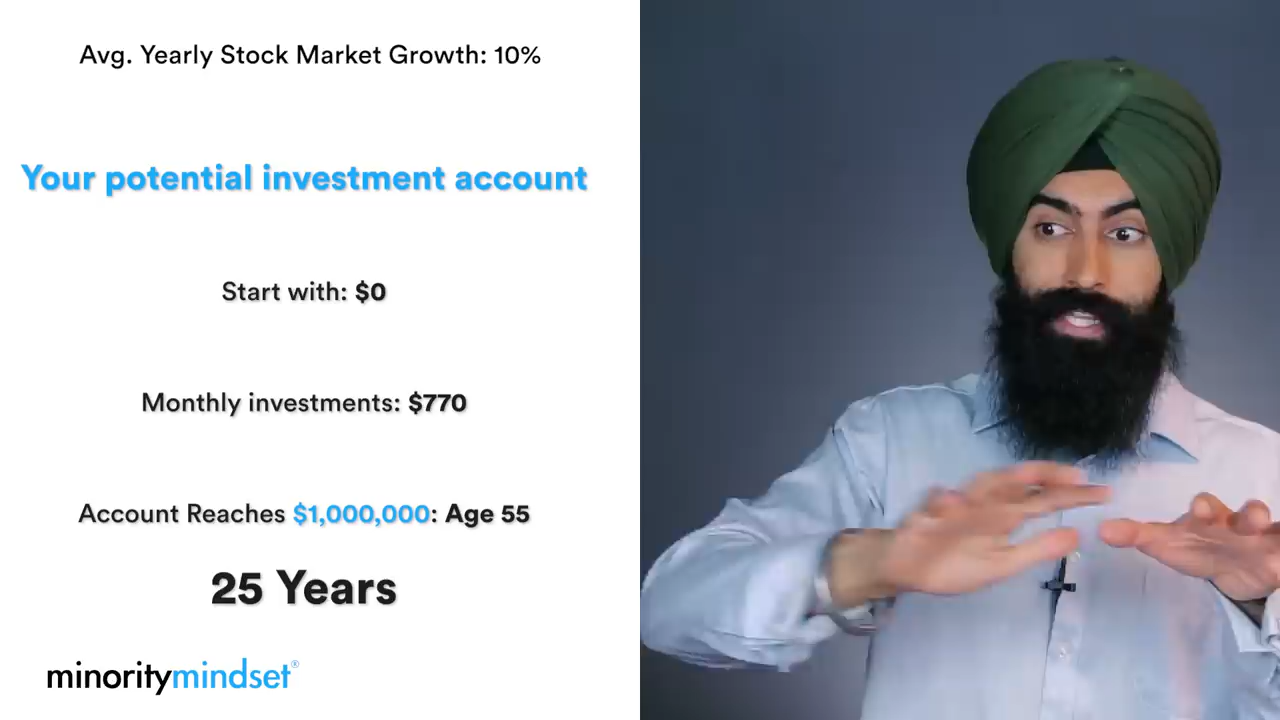 Avg. Yearly Stock Market Growth: 10%
Your potential investment account
Start with: $0
Monthly investments: $770
Account Reaches $1,000,000: Age 55
25 Years
minoritymindset®